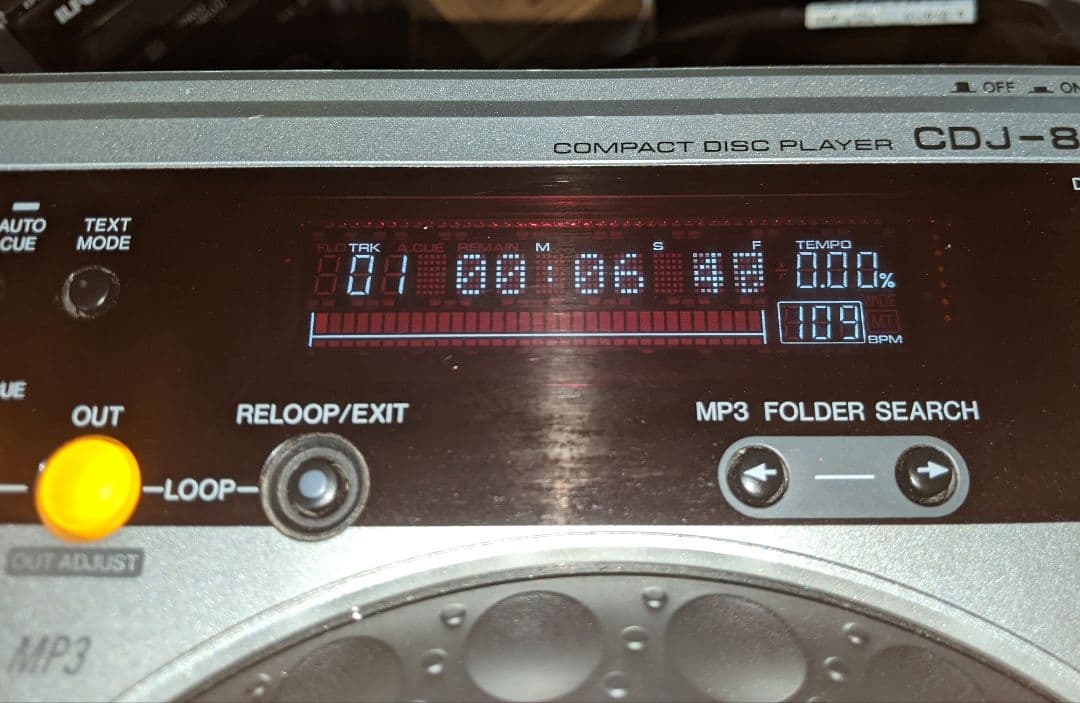 OFF ON
COMPACT DISC PLAYER CDJ-8
AUTO CUE
TEXT MODE
FLD TRK A.CUE REMAIN M S F TEMPO
01 00:06 0.00%
WIDE
109 MT
BPM
UE
OUT
RELOOP/EXIT
MP3 FOLDER SEARCH
LOOP
OUT ADJUST
MP3